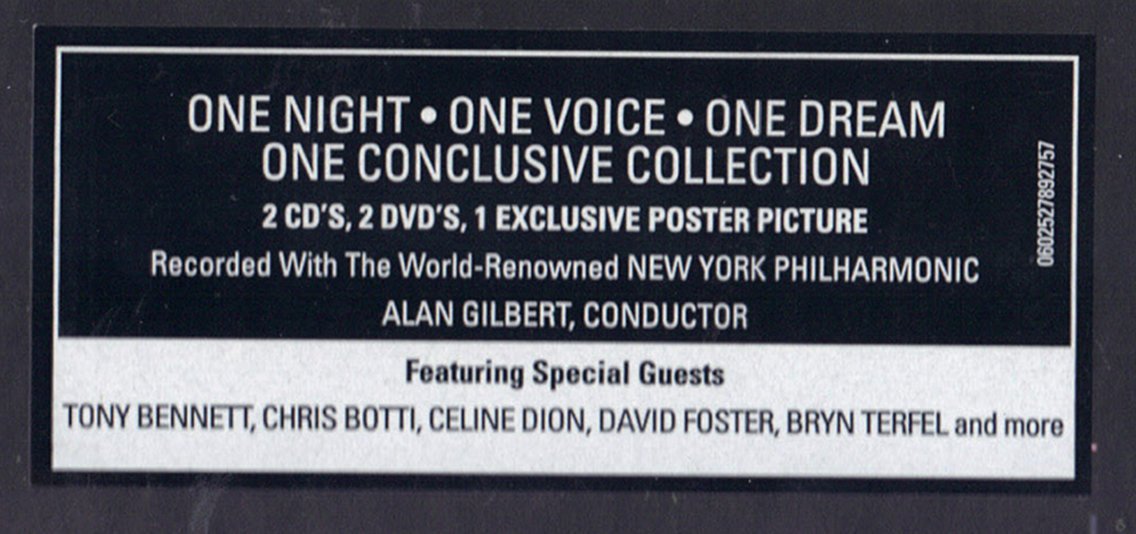 ONE NIGHT • ONE VOICE • ONE DREAM
ONE CONCLUSIVE COLLECTION
2 CD'S, 2 DVD'S, 1 EXCLUSIVE POSTER PICTURE
Recorded With The World-Renowned NEW YORK PHILHARMONIC
ALAN GILBERT, CONDUCTOR
0602527892757
Featuring Special Guests
TONY BENNETT, CHRIS BOTTI, CELINE DION, DAVID FOSTER, BRYN TERFEL and more